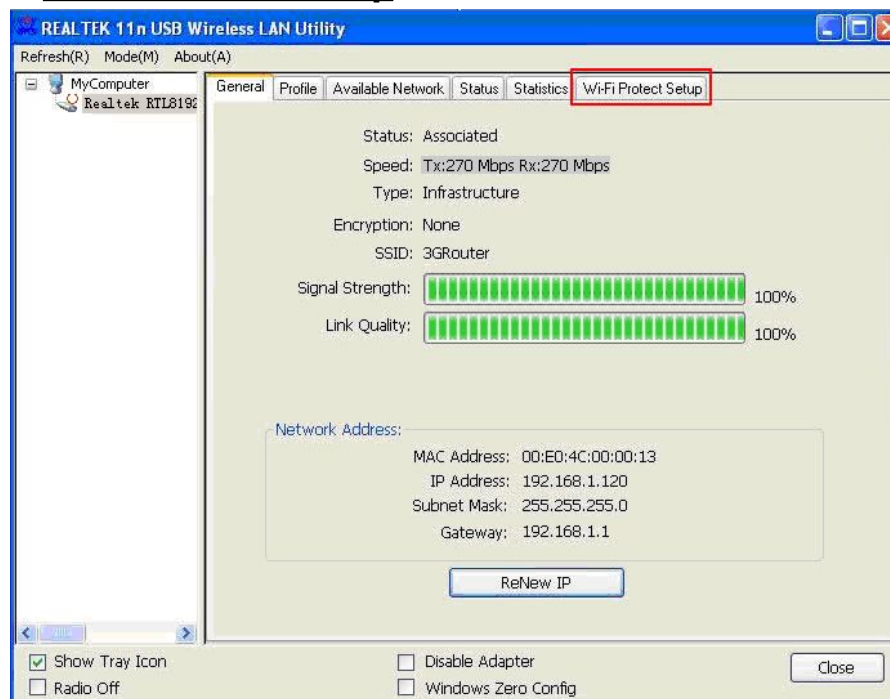 REALTEK 11n USB Wireless LAN Utility
Refresh(R) Mode(M) About(A)
MyComputer
Realtek RTL8192
General Profile Available Network Status Statistics Wi-Fi Protect Setup
Status: Associated
Speed: Tx:270 Mbps Rx:270 Mbps
Type: Infrastructure
Encryption: None
SSID: 3GRouter
Signal Strength: 100%
Link Quality: 100%
Network Address:
MAC Address: 00:E0:4C:00:00:13
IP Address: 192.168.1.120
Subnet Mask: 255.255.255.0
Gateway: 192.168.1.1
ReNew IP
Show Tray Icon
Radio Off
Disable Adapter
Windows Zero Config
Close